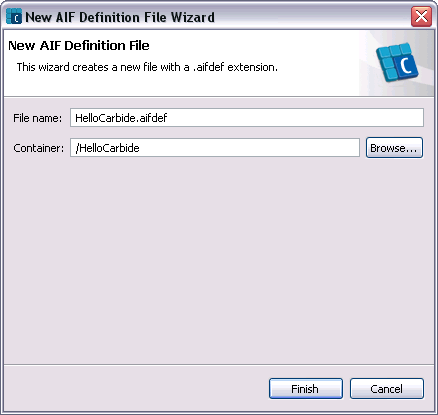 New AIF Definition File Wizard
New AIF Definition File
This wizard creates a new file with a .aifdef extension.
C
File name: HelloCarbide.aifdef
Container: /HelloCarbide Browse...
Finish Cancel